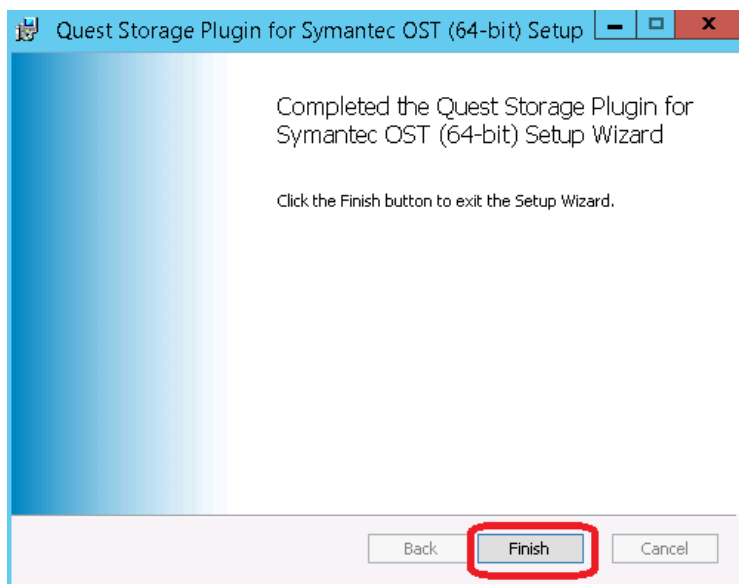 Quest Storage Plugin for Symantec OST (64-bit) Setup
Completed the Quest Storage Plugin for
Symantec OST (64-bit) Setup Wizard
Click the Finish button to exit the Setup Wizard.
Back Finish Cancel